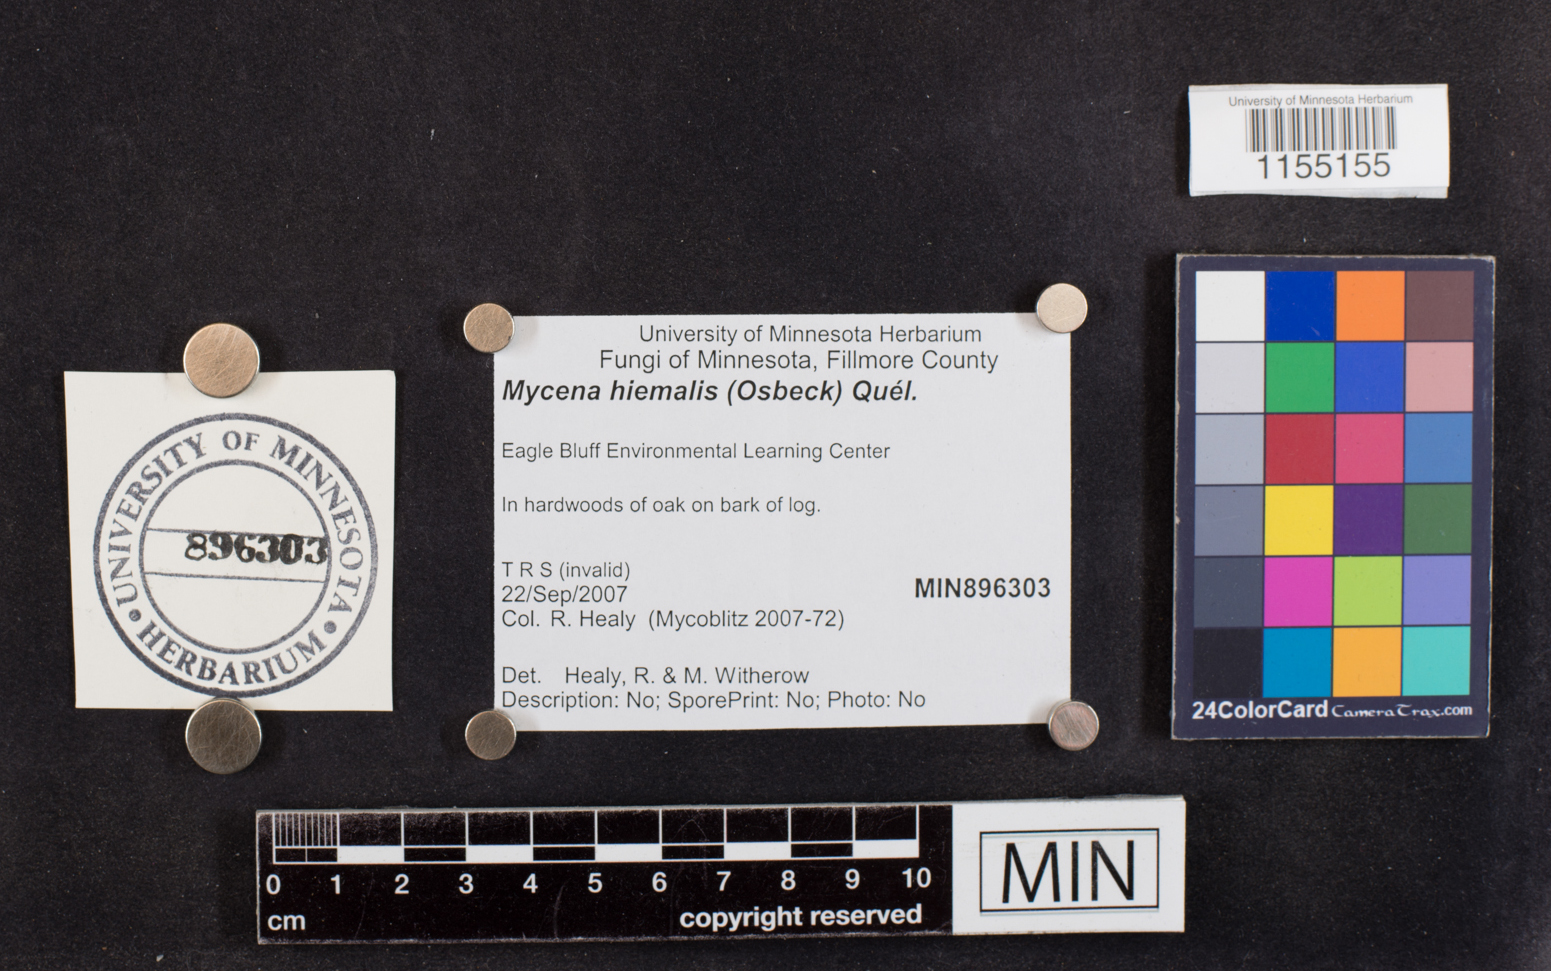 University of Minnesota Herbarium
1155155
University of Minnesota Herbarium
Fungi of Minnesota, Fillmore County
Mycena hiemalis (Osbeck) Quél.
Eagle Bluff Environmental Learning Center
In hardwoods of oak on bark of log.
T R S (invalid)
22/Sep/2007
MIN896303
Col. R. Healy (Mycoblitz 2007-72)
Det. Healy, R. & M. Witherow
Description: No; SporePrint: No; Photo: No
UNIVERSITY OF MINNESOTA
896303
HERBARIUM
24ColorCard CameraTrax.com
0 1 2 3 4 5 6 7 8 9 10
cm
copyright reserved
MIN